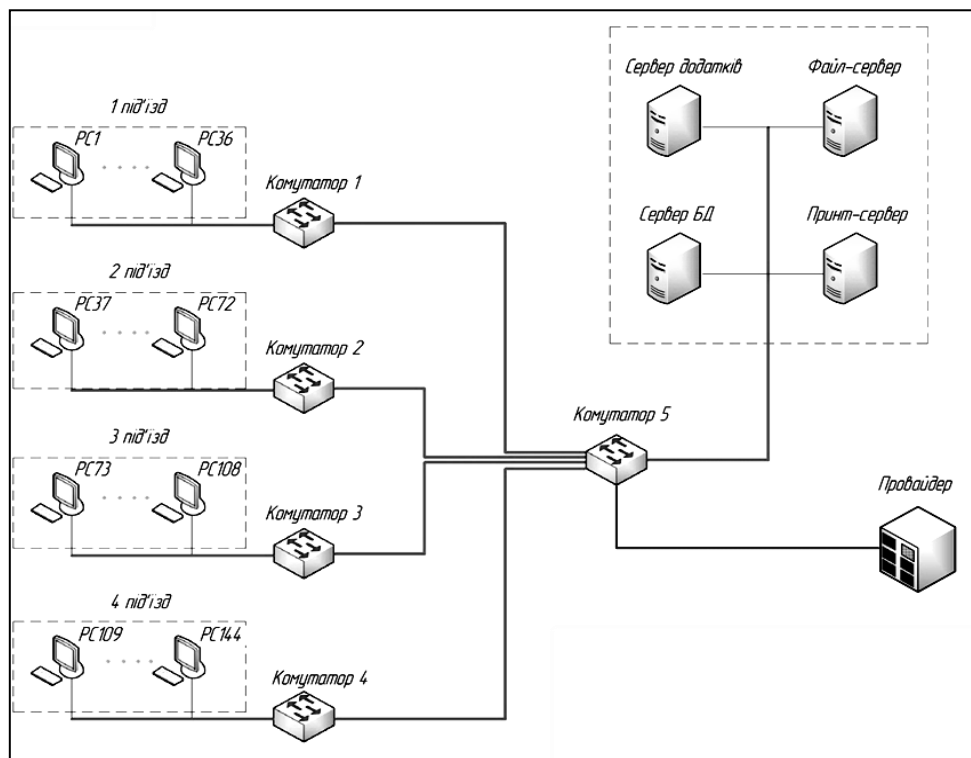 Сервер додатків
Файл-сервер
1 під'їзд
PC1
PC36
Комутатор 1
Сервер БД
Принт-сервер
2 під'їзд
PC37
PC72
Комутатор 2
Комутатор 5
3 під'їзд
PC73
PC108
Провайдер
Комутатор 3
4 під'їзд
PC109
PC144
Комутатор 4